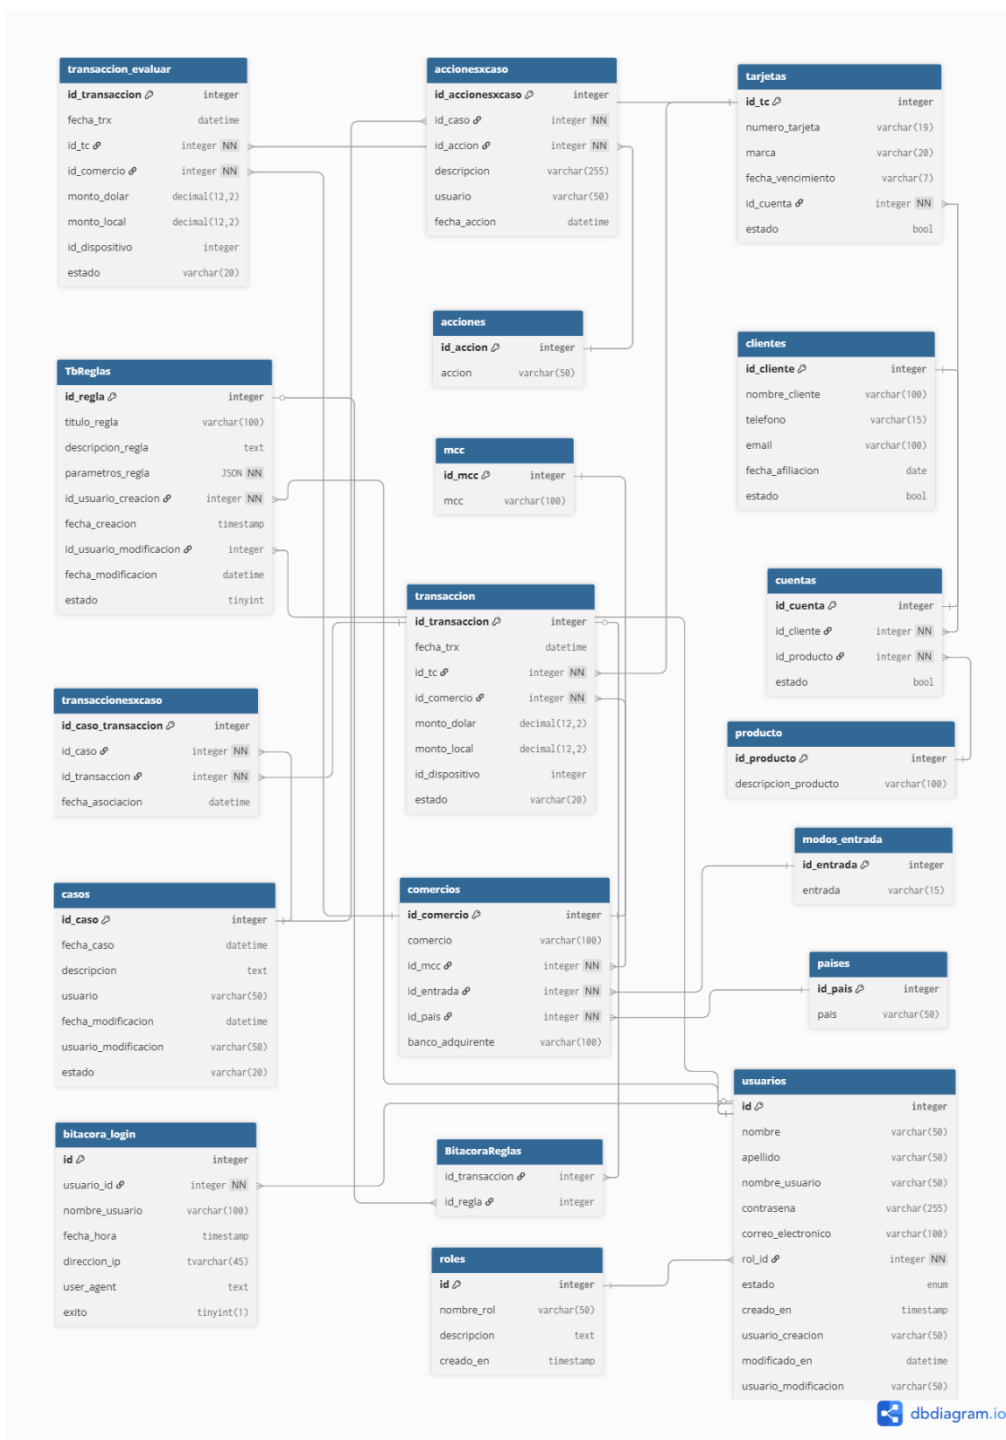 transaccion_evaluar
id_transaccion integer
fecha_trx datetime
id_tc integer NN
id_comercio integer NN
monto_dolar decimal(12,2)
monto_local decimal(12,2)
id_dispositivo integer
estado varchar(20)
accionesxcaso
id_accionesxcaso integer
id_caso integer NN
id_accion integer NN
descripcion varchar(255)
usuario varchar(50)
fecha_accion datetime
tarjetas
id_tc integer
numero_tarjeta varchar(19)
marca varchar(20)
fecha_vencimiento varchar(7)
id_cuenta integer NN
estado bool
acciones
id_accion integer
accion varchar(50)
clientes
id_cliente integer
nombre_cliente varchar(100)
telefono varchar(15)
email varchar(100)
fecha_afiliacion date
estado bool
TbReglas
id_regla integer
titulo_regla varchar(100)
descripcion_regla text
parametros_regla JSON NN
id_usuario_creacion integer NN
fecha_creacion timestamp
id_usuario_modificacion integer
fecha_modificacion datetime
estado tinyint
mcc
id_mcc integer
mcc varchar(100)
cuentas
id_cuenta integer
id_cliente integer NN
id_producto integer NN
estado bool
transaccion
id_transaccion integer
fecha_trx datetime
id_tc integer NN
id_comercio integer NN
monto_dolar decimal(12,2)
monto_local decimal(12,2)
id_dispositivo integer
estado varchar(20)
transaccionesxcaso
id_caso_transaccion integer
id_caso integer NN
id_transaccion integer NN
fecha_asociacion datetime
producto
id_producto integer
descripcion_producto varchar(100)
modos_entrada
id_entrada integer
entrada varchar(15)
casos
id_caso integer
fecha_caso datetime
descripcion text
usuario varchar(50)
fecha_modificacion datetime
usuario_modificacion varchar(50)
estado varchar(20)
comercios
id_comercio integer
comercio varchar(100)
id_mcc integer NN
id_entrada integer NN
id_pais integer NN
banco_adquirente varchar(100)
paises
id_pais integer
pais varchar(50)
usuarios
id integer
nombre varchar(50)
apellido varchar(50)
nombre_usuario varchar(50)
contrasena varchar(255)
correo_electronico varchar(100)
rol_id integer NN
estado enum
creado_en timestamp
usuario_creacion varchar(50)
modificado_en datetime
usuario_modificacion varchar(50)
bitacora_login
id integer
usuario_id integer NN
nombre_usuario varchar(100)
fecha_hora timestamp
direccion_ip tvarchar(45)
user_agent text
exito tinyint(1)
BitacoraReglas
id_transaccion integer
id_regla integer
roles
id integer
nombre_rol varchar(50)
descripcion text
creado_en timestamp
dbdiagram.io